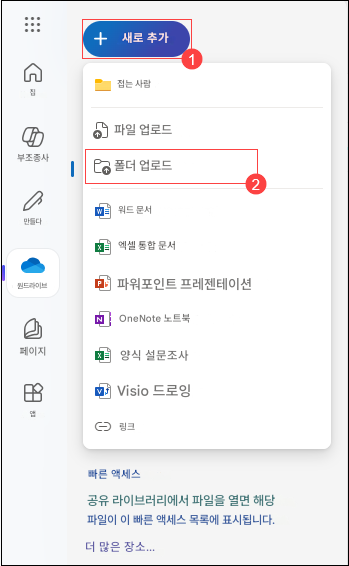 새로 추가
1
접는 사람
파일 업로드
폴더 업로드
2
워드 문서
엑셀 통합 문서
파워포인트 프레젠테이션
OneNote 노트북
양식 설문조사
Visio 드로잉
링크
집
부조종사
만들다
원드라이브
페이지
앱
빠른 액세스
공유 라이브러리에서 파일을 열면 해당
파일이 이 빠른 액세스 목록에 표시됩니다.
더 많은 장소...